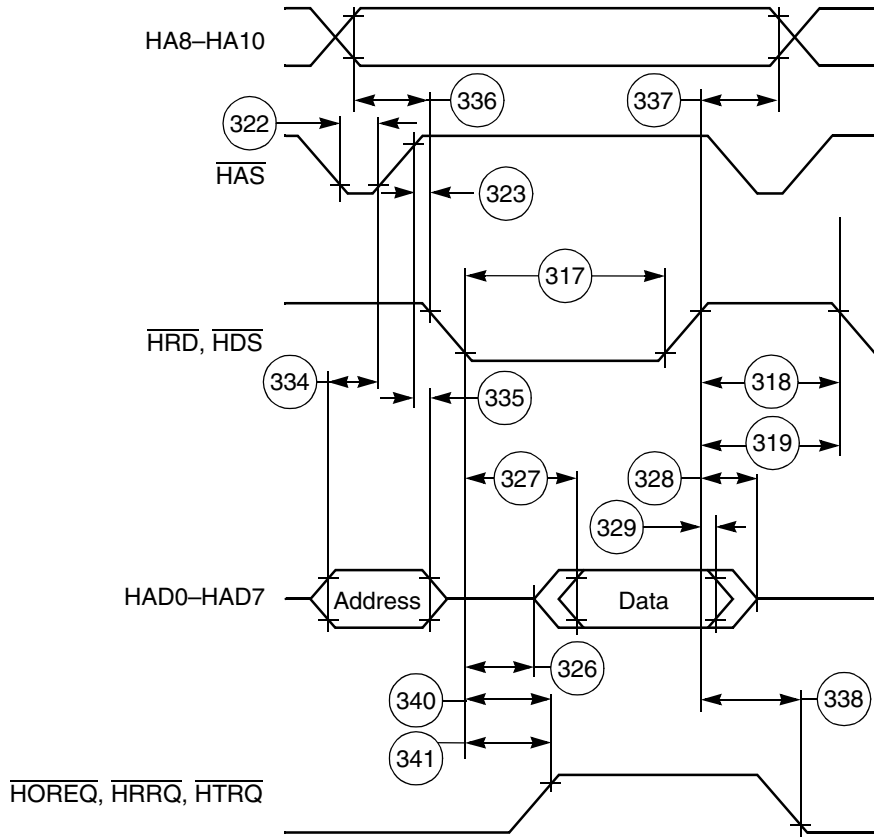 HA8–HA10
336
337
322
HAS
323
317
HRD, HDS
334
335
318
319
327
328
329
HAD0–HAD7
Address
Data
326
340
338
341
HOREQ, HRRQ, HTRQ